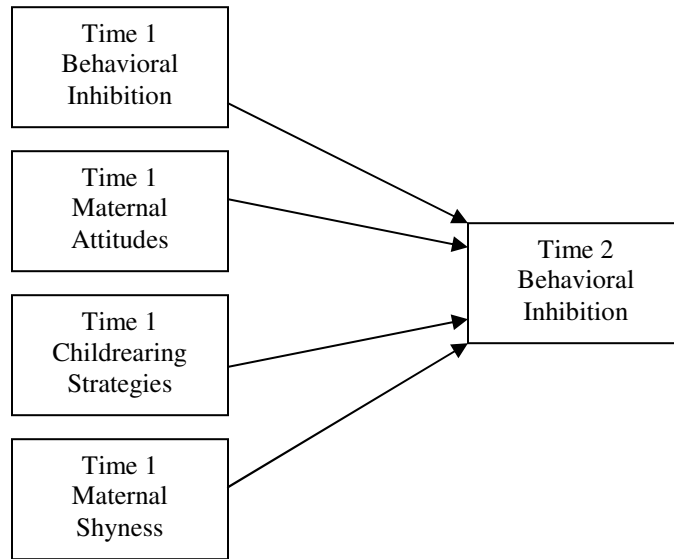 Time 1
Behavioral
Inhibition
Time 1
Maternal
Attitudes
Time 1
Childrearing
Strategies
Time 1
Maternal
Shyness
Time 2
Behavioral
Inhibition